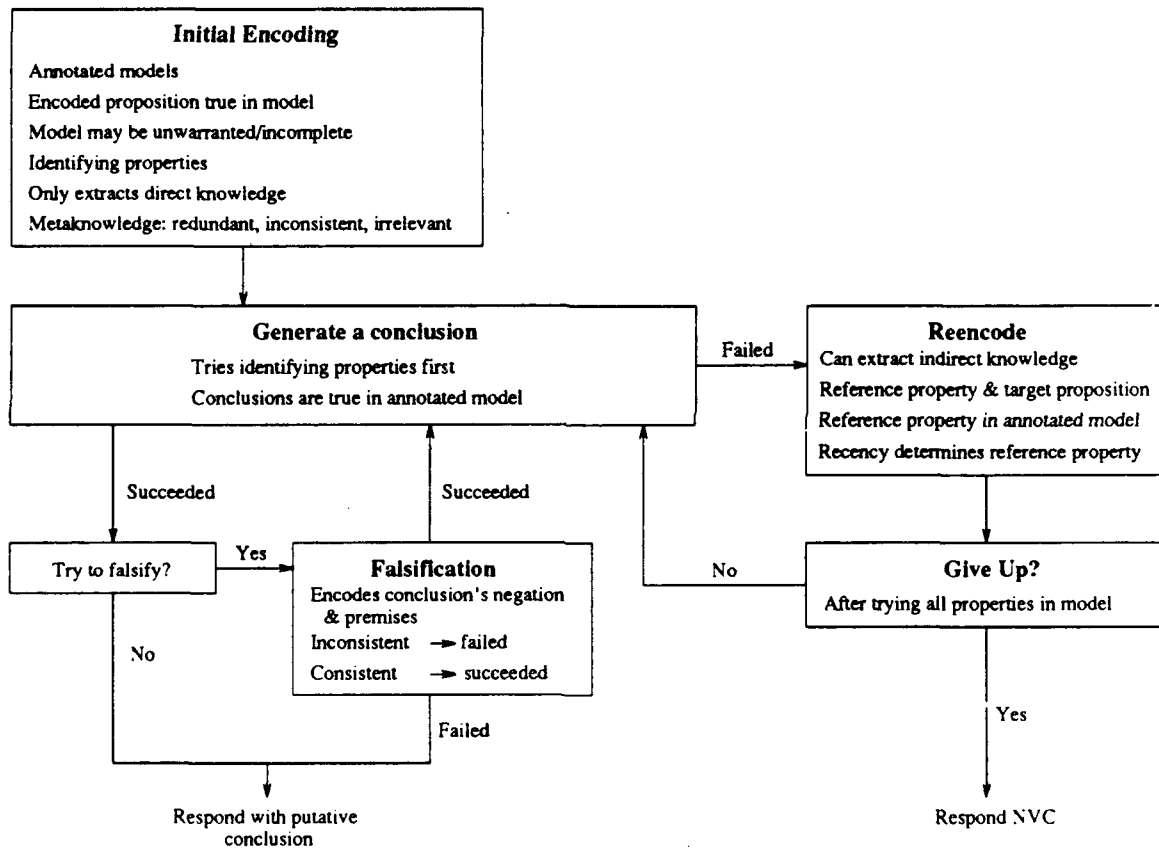 Initial Encoding
Annotated models
Encoded proposition true in model
Model may be unwarranted/incomplete
Identifying properties
Only extracts direct knowledge
Metaknowledge: redundant, inconsistent, irrelevant
Generate a conclusion
Tries identifying properties first
Conclusions are true in annotated model
Failed
Reencode
Can extract indirect knowledge
Reference property & target proposition
Reference property in annotated model
Recency determines reference property
Succeeded
Succeeded
Try to falsify?
Yes
Falsification
Encodes conclusion's negation
& premises
Inconsistent → failed
Consistent → succeeded
No
Give Up?
After trying all properties in model
No
Failed
Yes
Respond with putative
conclusion
Respond NVC